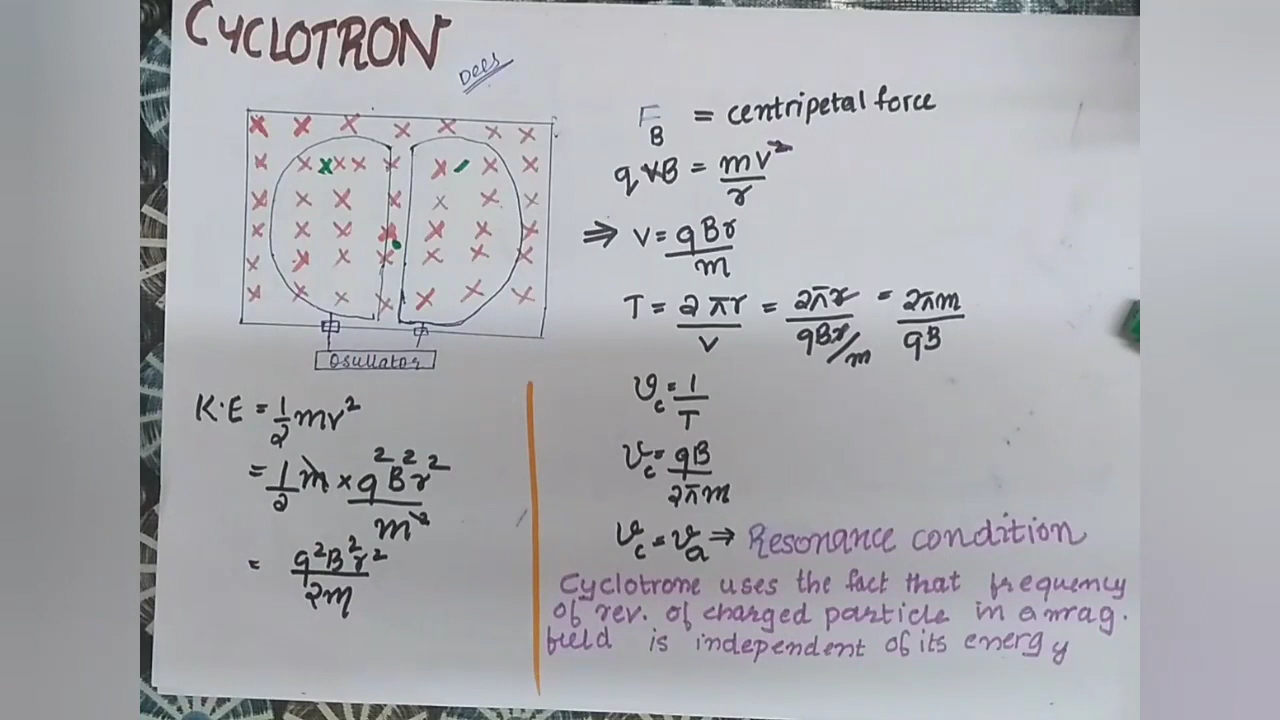 CYCLOTRON
Dees
Osullator
K.E = 1/2 mv²
= 1/2 m × q²B²r²/m²
= q²B²r²/2m
F_B = centripetal force
qVB = mv²/r
⇒ V = qBr/m
T = 2πr/V = 2πr/(qBr/m) = 2πm/qB
ν_c = 1/T
ν_c = qB/2πm
ν_c = ν_a ⇒ Resonance condition
Cyclotrone uses the fact that frequency
of rev. of charged particle in a mag.
field is independent of its energy